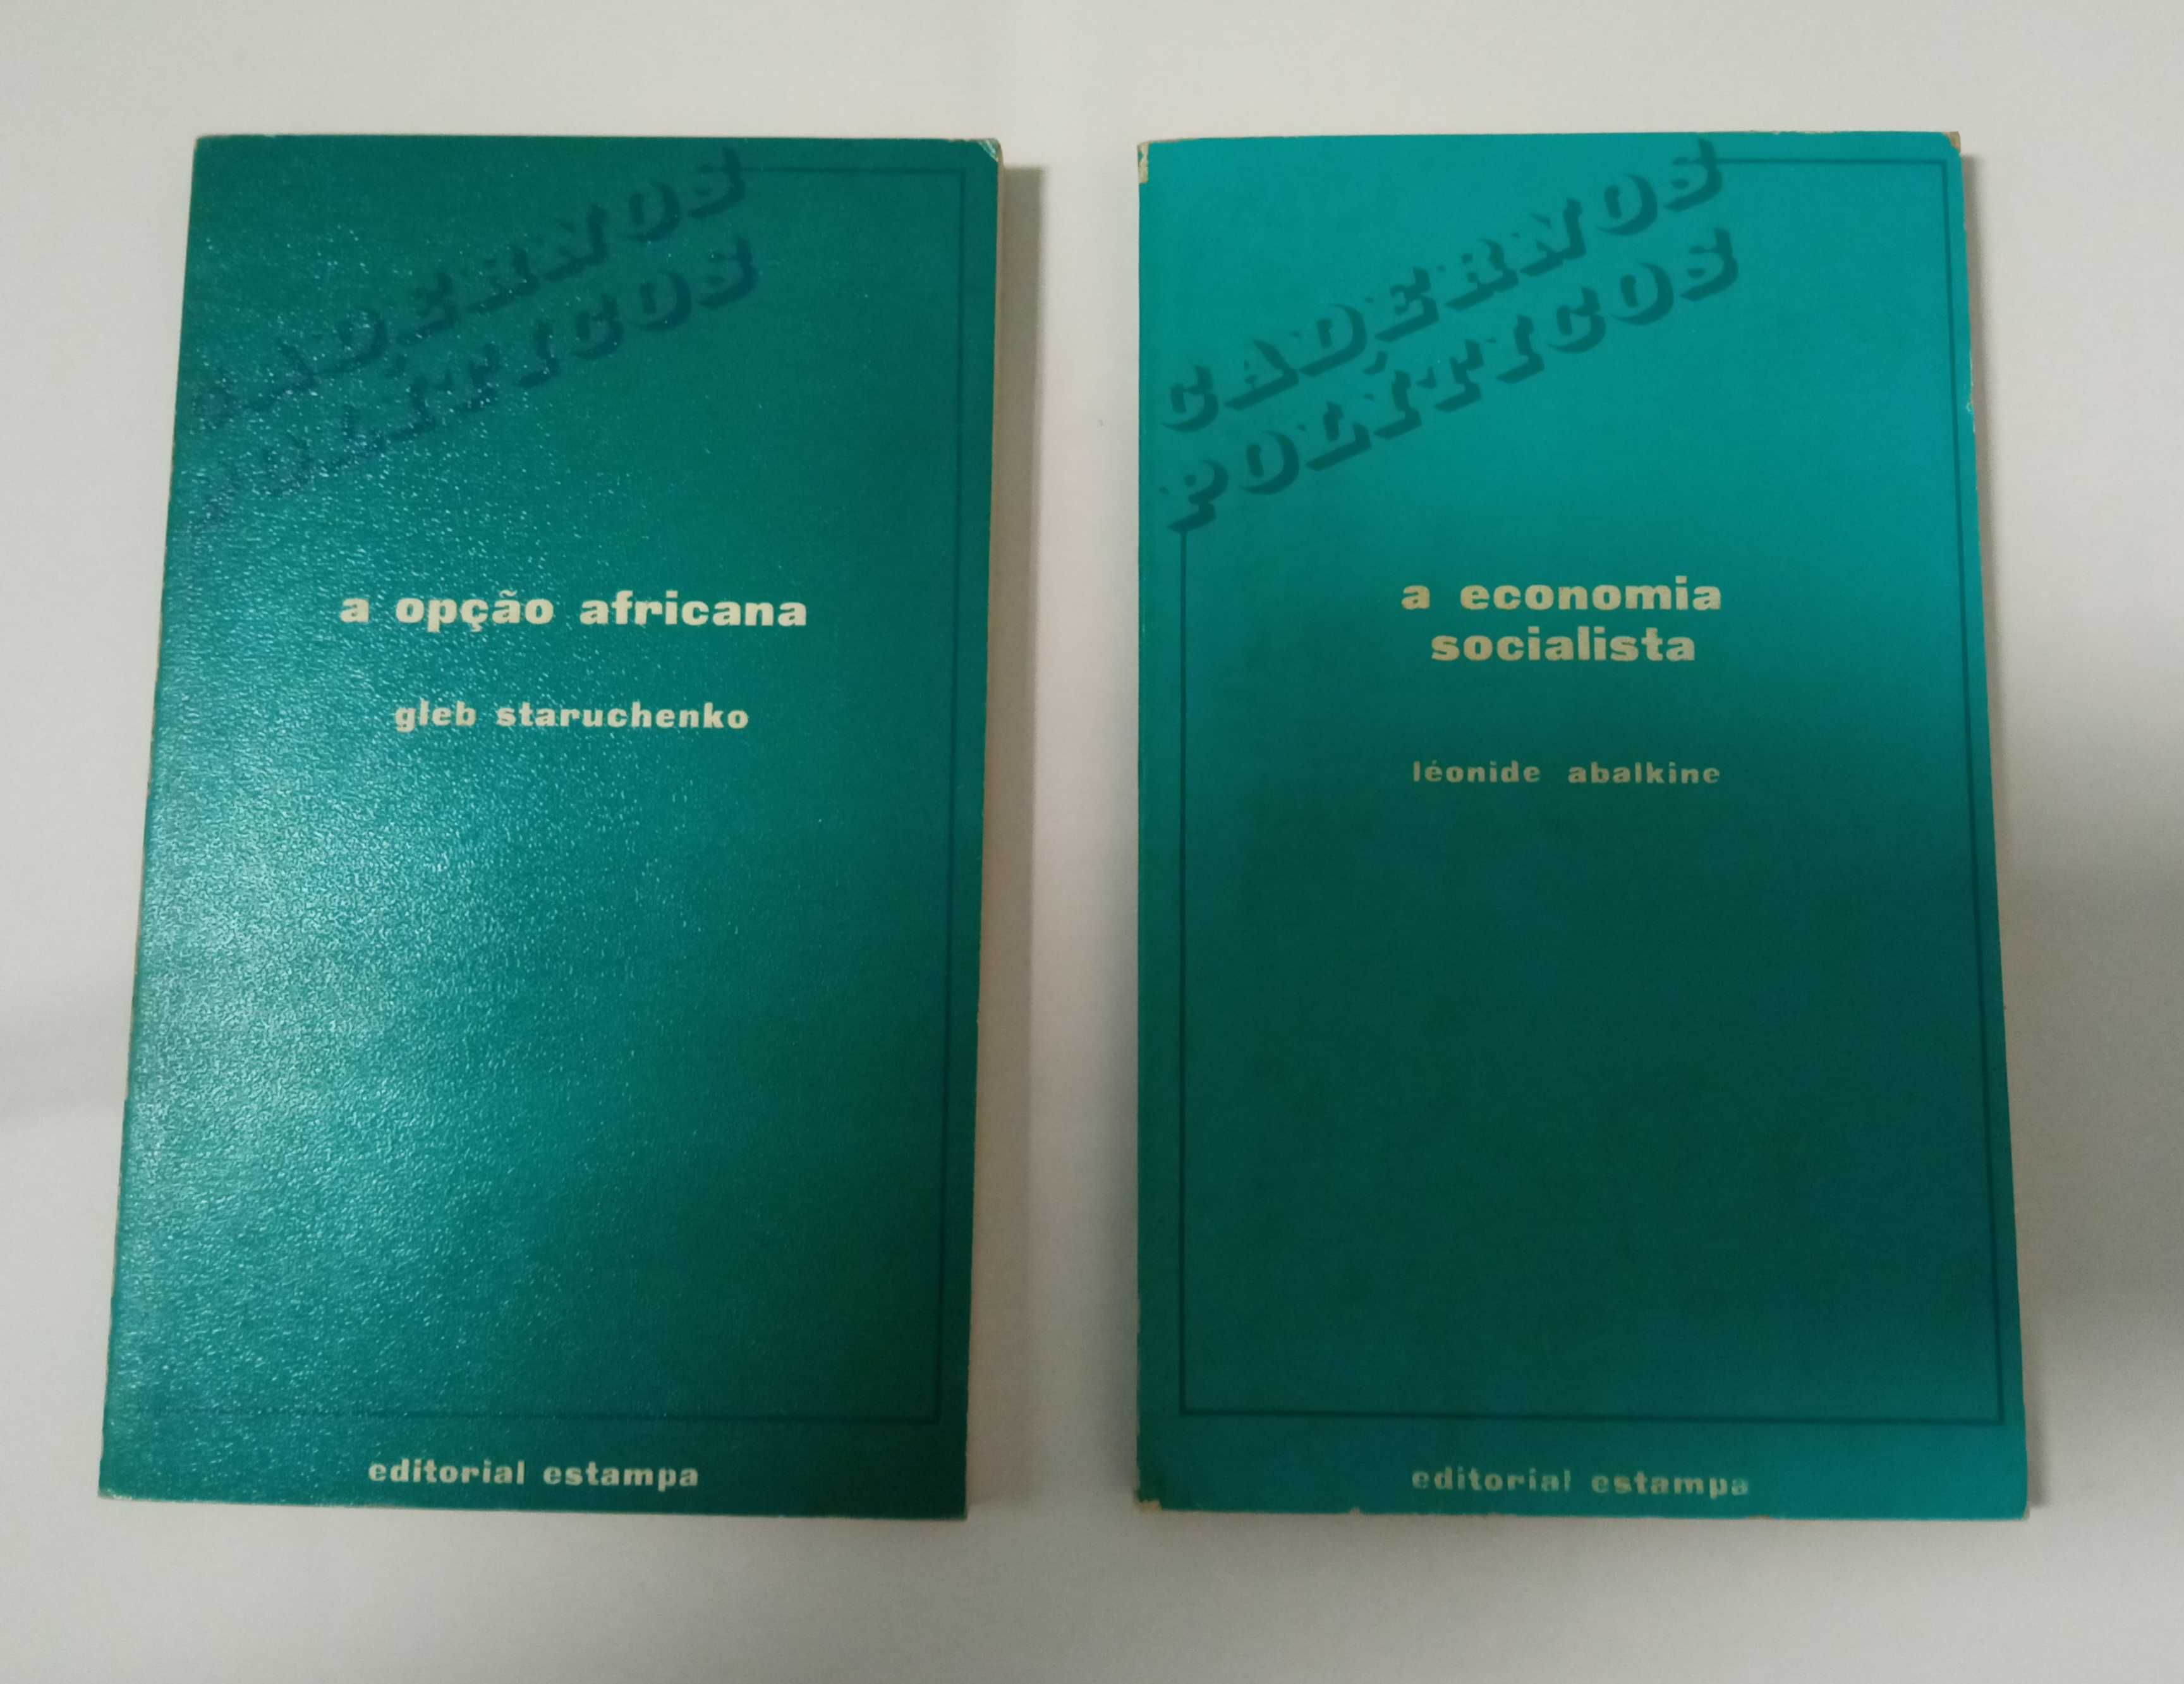 CADERNOS
POLÍTICOS
a opção africana
gleb staruchenko
editorial estampa
CADERNOS
POLÍTICOS
a economia
socialista
léonide abalkine
editorial estampa